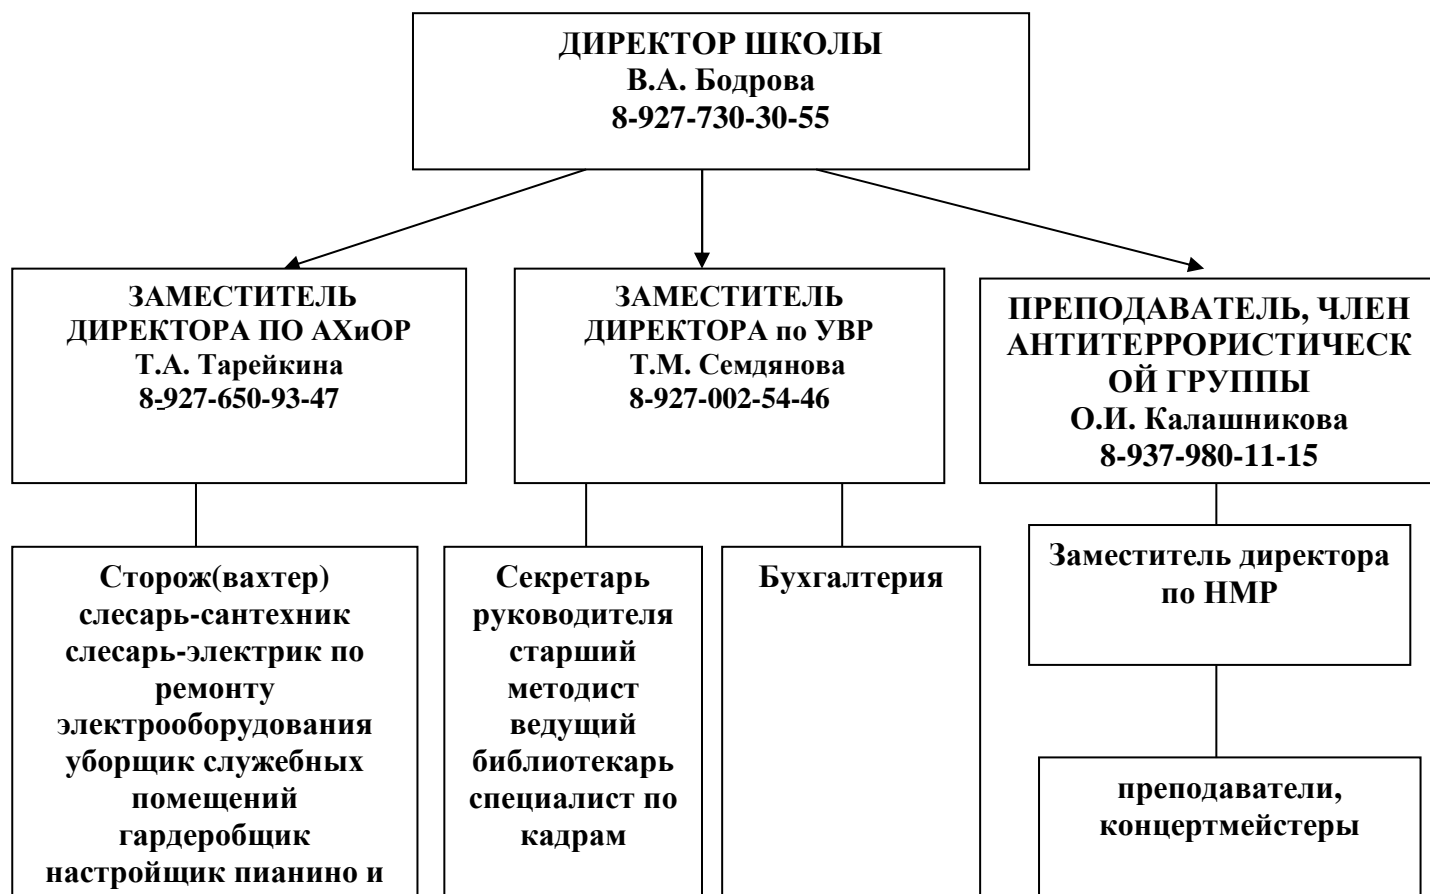 ДИРЕКТОР ШКОЛЫ
В.А. Бодрова
8-927-730-30-55
ЗАМЕСТИТЕЛЬ
ДИРЕКТОРА ПО АХиОР
Т.А. Тарейкина
8-927-650-93-47
ЗАМЕСТИТЕЛЬ
ДИРЕКТОРА по УВР
Т.М. Семдянова
8-927-002-54-46
ПРЕПОДАВАТЕЛЬ, ЧЛЕН
АНТИТЕРРОРИСТИЧЕСК
ОЙ ГРУППЫ
О.И. Калашникова
8-937-980-11-15
Сторож(вахтер)
слесарь-сантехник
слесарь-электрик по
ремонту
электрооборудования
уборщик служебных
помещений
гардеробщик
настройщик пианино и
Секретарь
руководителя
старший
методист
ведущий
библиотекарь
специалист по
кадрам
Бухгалтерия
Заместитель директора
по НМР
преподаватели,
концертмейстеры